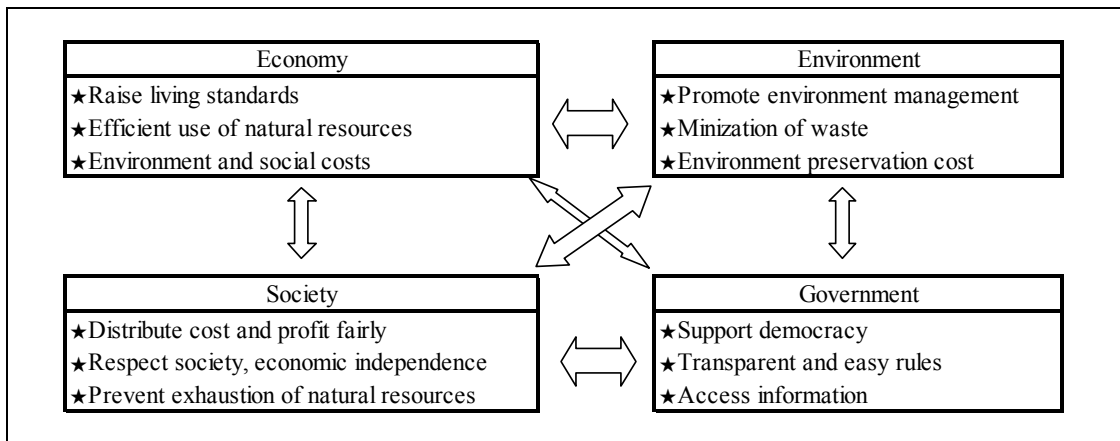 Economy
★Raise living standards
★Efficient use of natural resources
★Environment and social costs
Environment
★Promote environment management
★Minization of waste
★Environment preservation cost
Society
★Distribute cost and profit fairly
★Respect society, economic independence
★Prevent exhaustion of natural resources
Government
★Support democracy
★Transparent and easy rules
★Access information